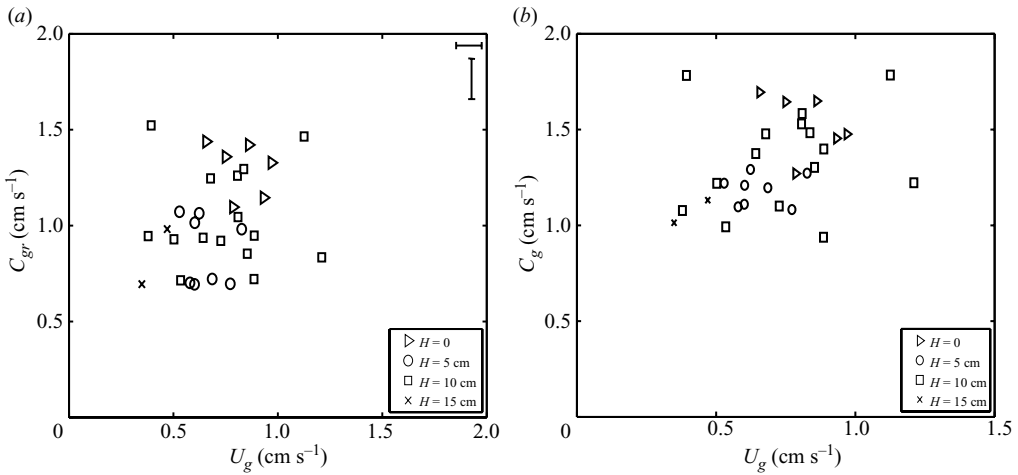 (a)
2.0
1.5
1.0
0.5
0
0.5
1.0
1.5
2.0
C_gr (cm s⁻¹)
U_g (cm s⁻¹)
H = 0
H = 5 cm
H = 10 cm
H = 15 cm
(b)
2.0
1.5
1.0
0.5
0
0.5
1.0
1.5
C_g (cm s⁻¹)
U_g (cm s⁻¹)
H = 0
H = 5 cm
H = 10 cm
H = 15 cm